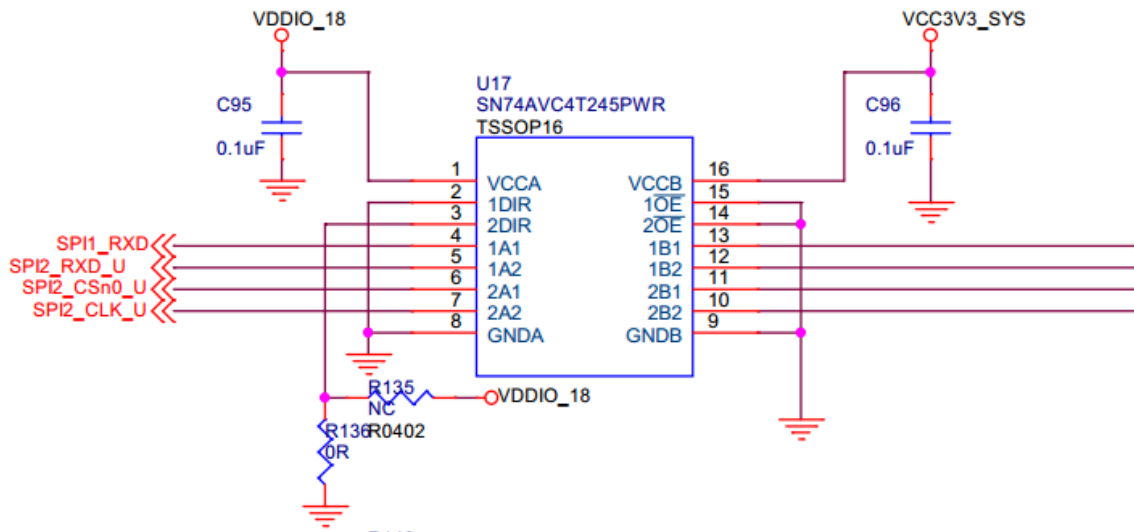 VDDIO_18
VCC3V3_SYS
U17
SN74AVC4T245PWR
TSSOP16
C95
0.1uF
C96
0.1uF
1 VCCA VCCB 16
2 1DIR 1OE 15
3 2DIR 2OE 14
SPI1_RXD 4 1A1 1B1 13
SPI2_RXD_U 5 1A2 1B2 12
SPI2_CSn0_U 6 2A1 2B1 11
SPI2_CLK_U 7 2A2 2B2 10
8 GNDA GNDB 9
R135
NC
R0402
VDDIO_18
R136
0R